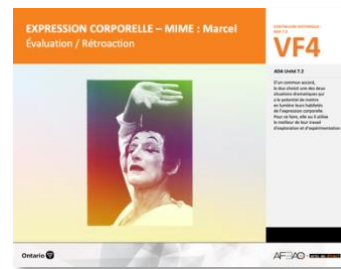 EXPRESSION CORPORELLE – MIME : Marcel
Évaluation / Rétroaction
VF4
ADA Unité 7.2
D'un commun accord,
le duo choisit une des deux
situations dramatiques qui
a le potentiel de mettre
en lumière leurs habiletés
de l'expression corporelle.
Pour ce faire, elle ou il utilise
le meilleur de leur travail
d'exploration et d'expérimentation.
Ontario